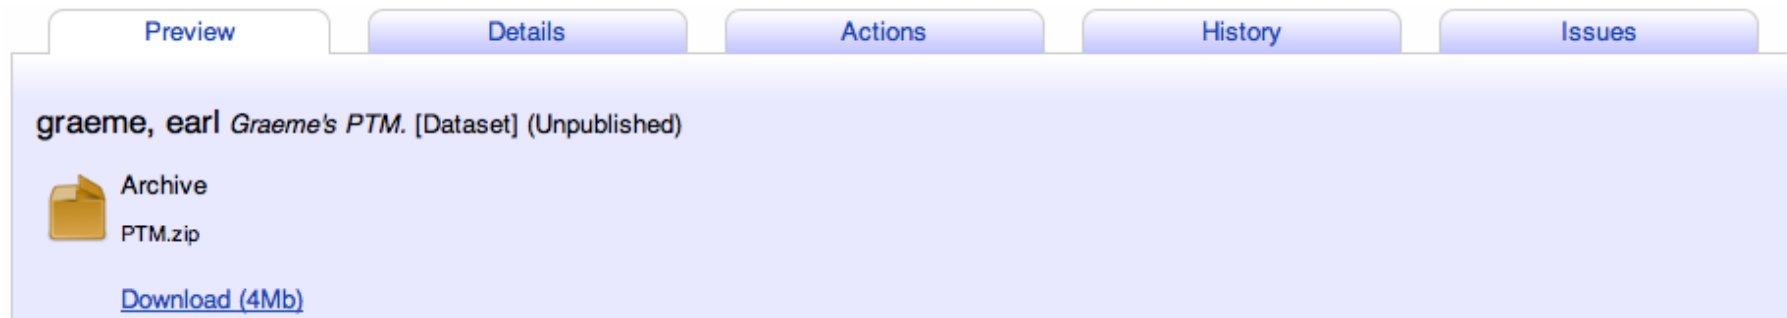 Preview Details Actions History Issues
graeme, earl Graeme's PTM. [Dataset] (Unpublished)
Archive
PTM.zip
Download (4Mb)